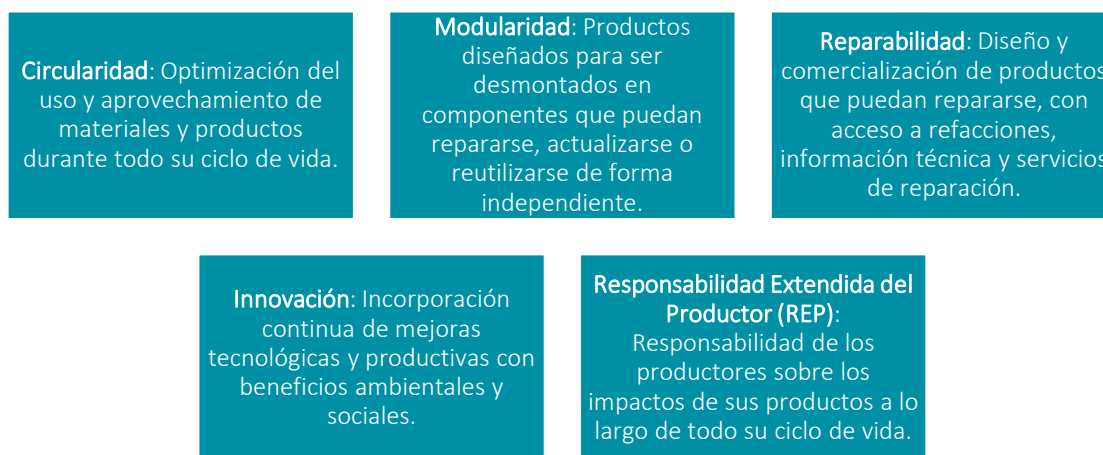 Circularidad: Optimización del
uso y aprovechamiento de
materiales y productos
durante todo su ciclo de vida.
Modularidad: Productos
diseñados para ser
desmontados en
componentes que puedan
repararse, actualizarse o
reutilizarse de forma
independiente.
Reparabilidad: Diseño y
comercialización de productos
que puedan repararse, con
acceso a refacciones,
información técnica y servicios
de reparación.
Innovación: Incorporación
continua de mejoras
tecnológicas y productivas con
beneficios ambientales y
sociales.
Responsabilidad Extendida del
Productor (REP):
Responsabilidad de los
productores sobre los
impactos de sus productos a lo
largo de todo su ciclo de vida.